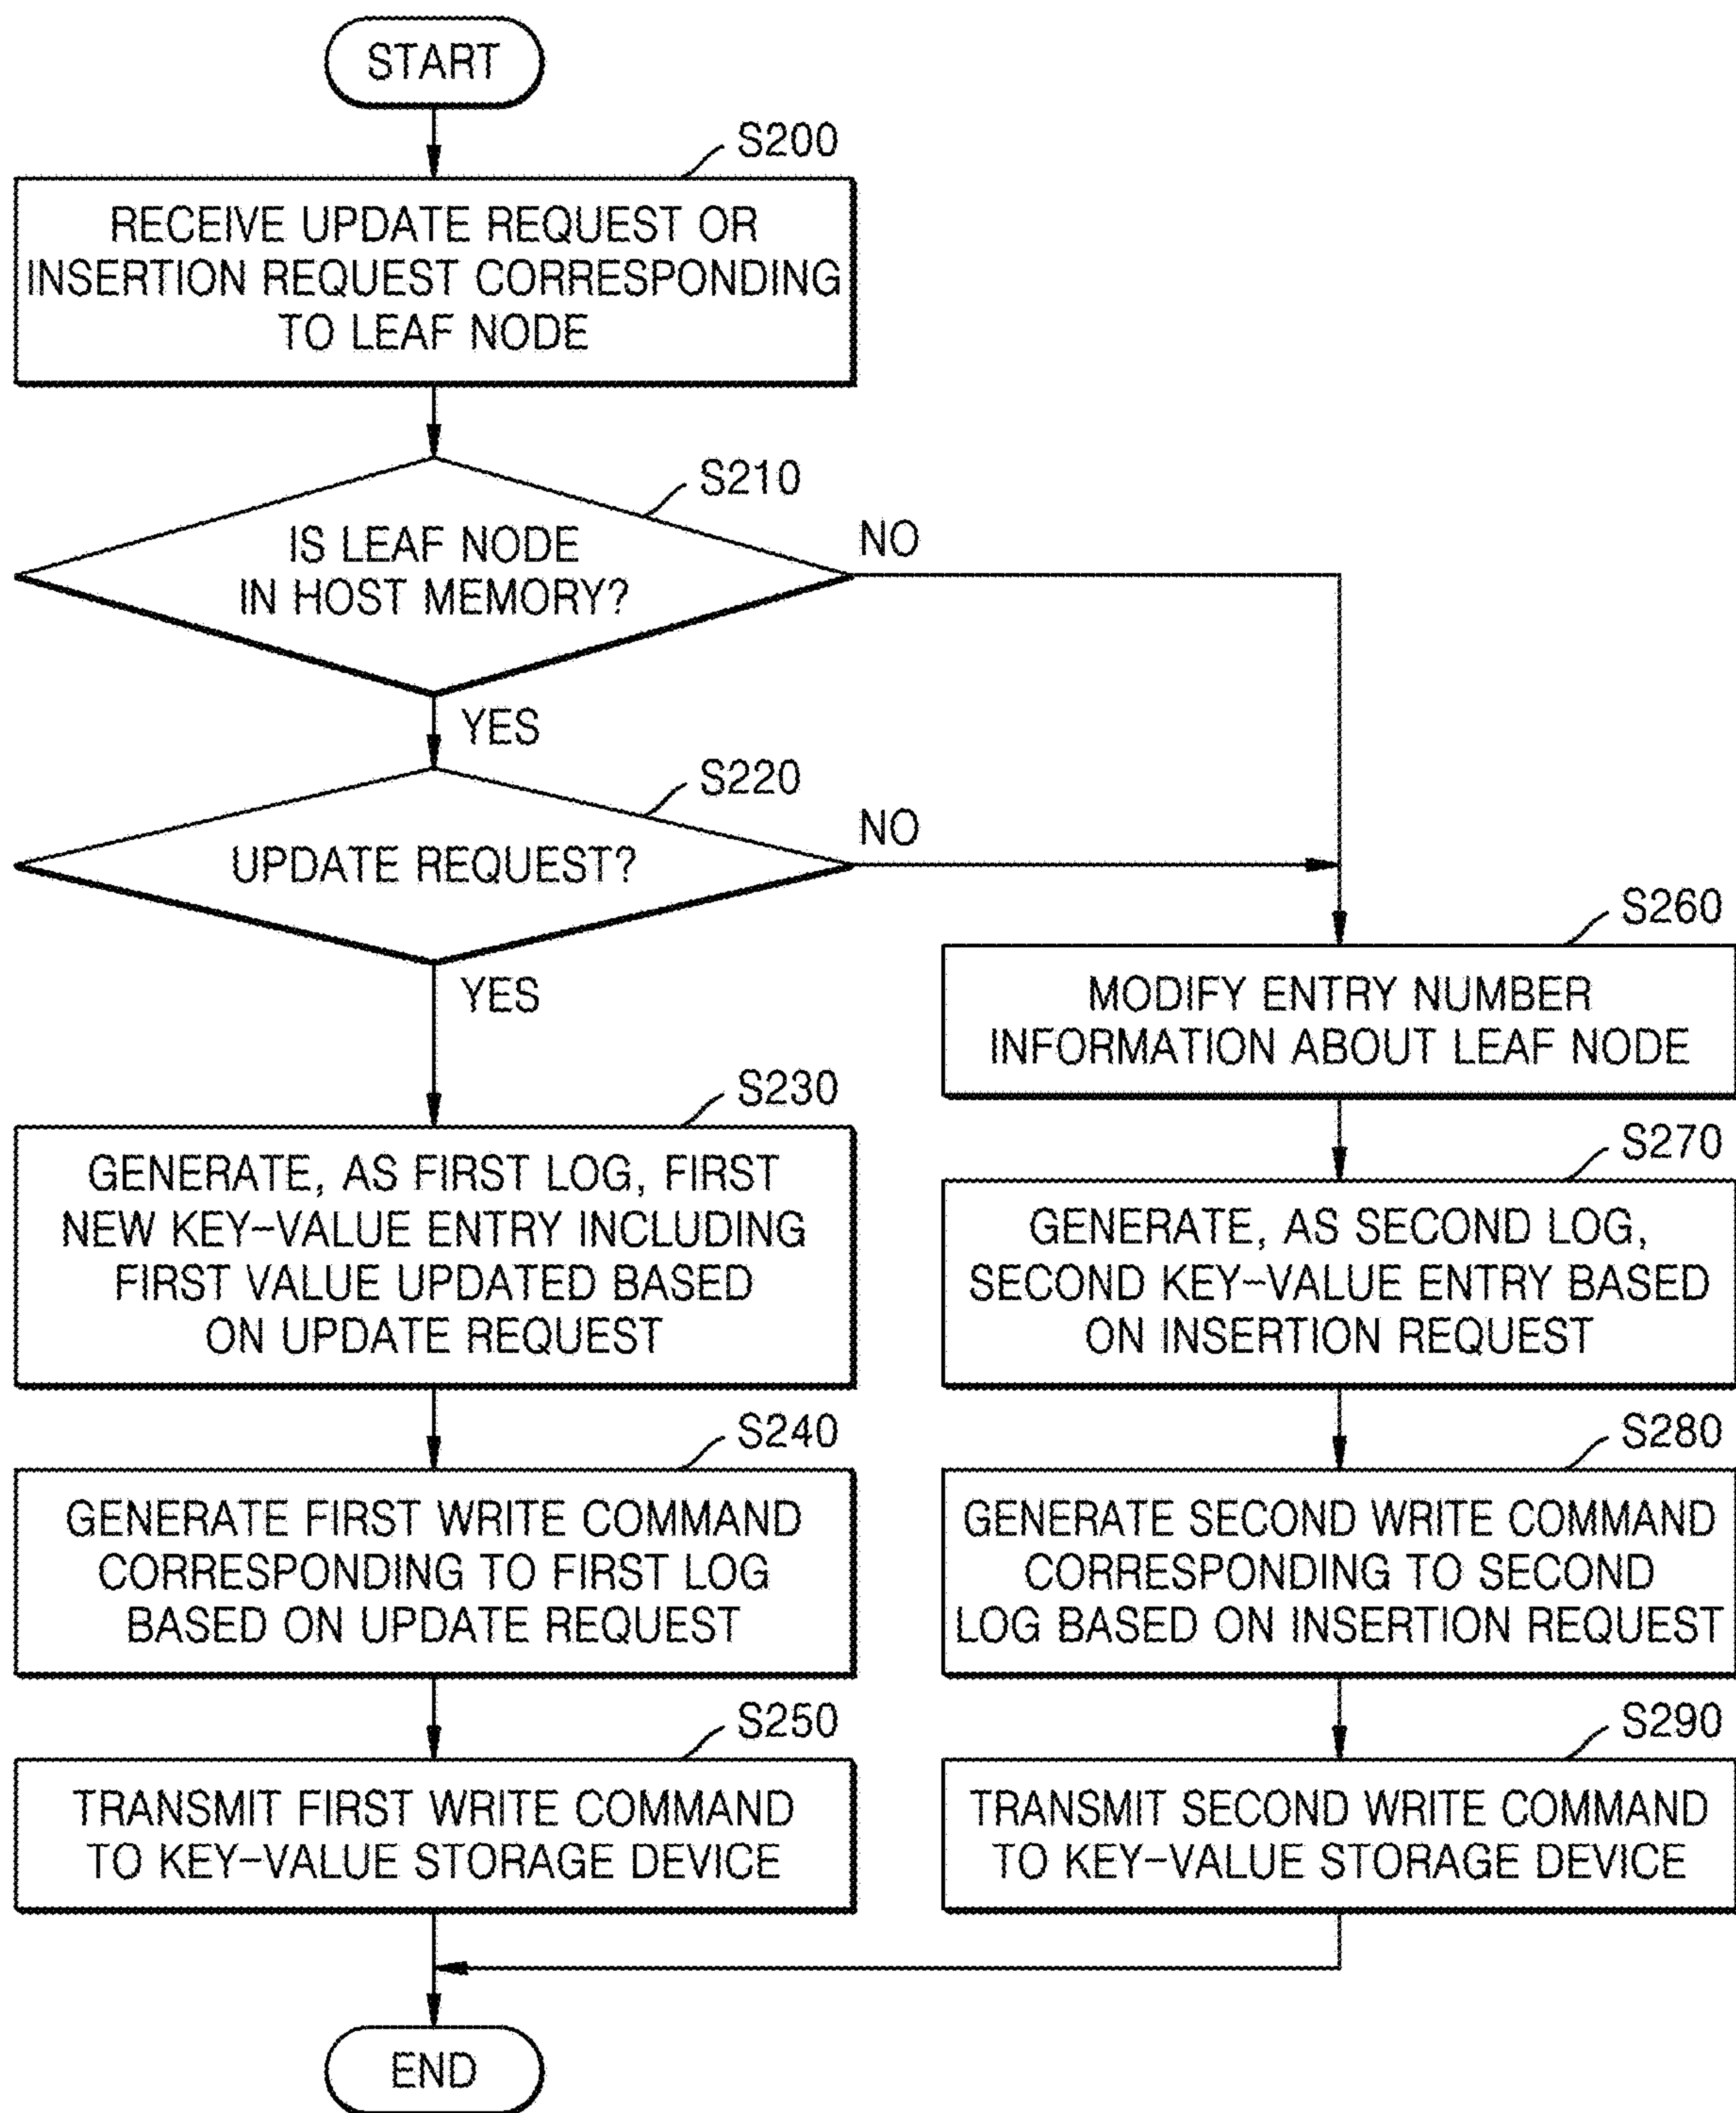 START
S200
RECEIVE UPDATE REQUEST OR
INSERTION REQUEST CORRESPONDING
TO LEAF NODE
S210
IS LEAF NODE
IN HOST MEMORY?
NO
YES
S220
UPDATE REQUEST?
NO
YES
S230
GENERATE, AS FIRST LOG, FIRST
NEW KEY-VALUE ENTRY INCLUDING
FIRST VALUE UPDATED BASED
ON UPDATE REQUEST
S240
GENERATE FIRST WRITE COMMAND
CORRESPONDING TO FIRST LOG
BASED ON UPDATE REQUEST
S250
TRANSMIT FIRST WRITE COMMAND
TO KEY-VALUE STORAGE DEVICE
S260
MODIFY ENTRY NUMBER
INFORMATION ABOUT LEAF NODE
S270
GENERATE, AS SECOND LOG,
SECOND KEY-VALUE ENTRY BASED
ON INSERTION REQUEST
S280
GENERATE SECOND WRITE COMMAND
CORRESPONDING TO SECOND
LOG BASED ON INSERTION REQUEST
S290
TRANSMIT SECOND WRITE COMMAND
TO KEY-VALUE STORAGE DEVICE
END